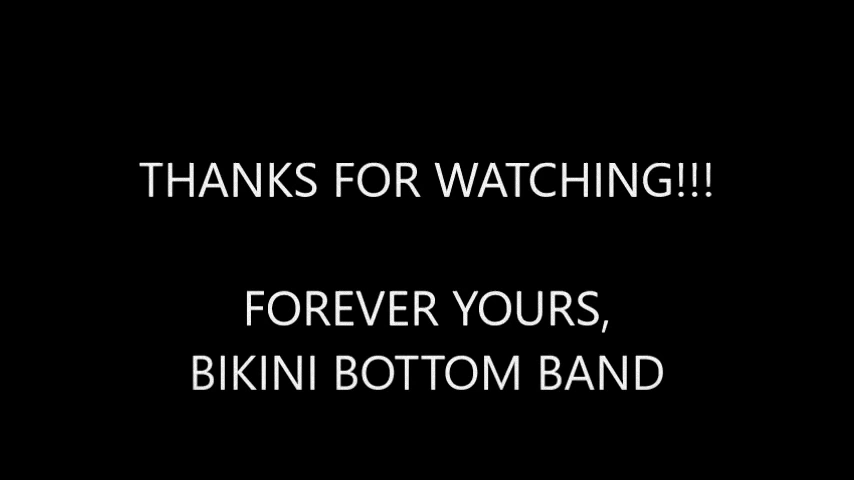 THANKS FOR WATCHING!!!
FOREVER YOURS,
BIKINI BOTTOM BAND